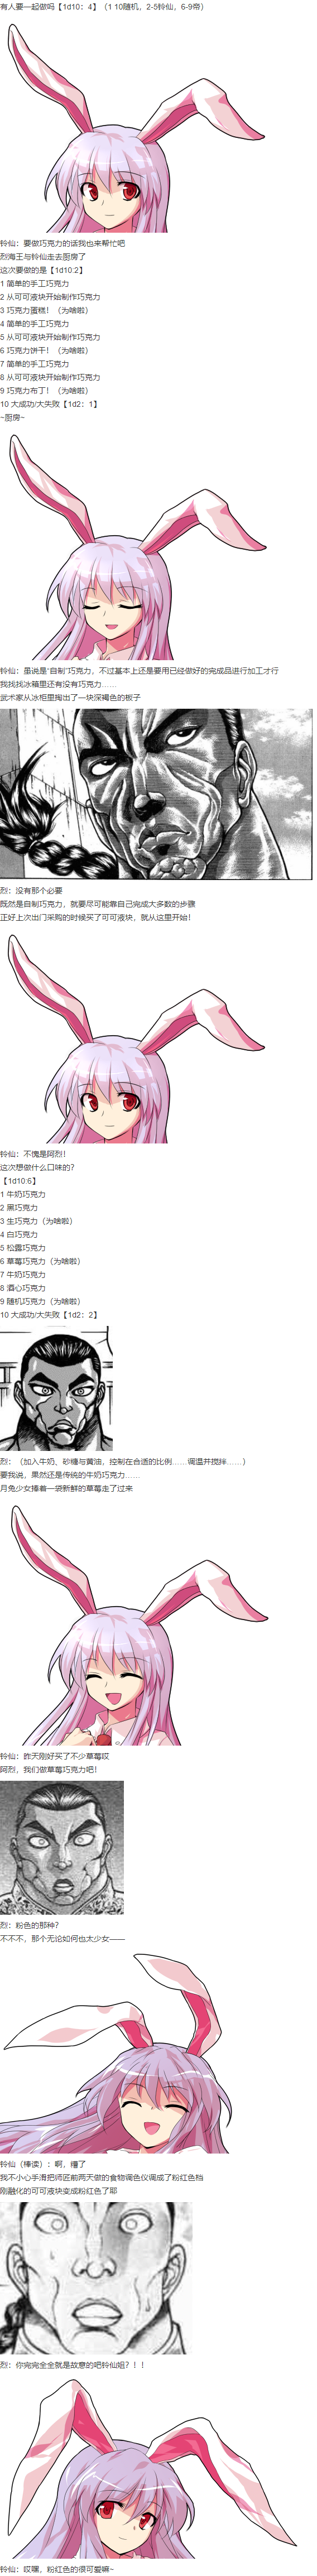 有人要一起做吗【1d10：4】（1 10随机，2-5铃仙，6-9帝）
铃仙：要做巧克力的话我也来帮忙吧
烈海王与铃仙走去厨房了
这次要做的是【1d10:2】
1 简单的手工巧克力
2 从可可液块开始制作巧克力
3 巧克力蛋糕！（为啥啦）
4 简单的手工巧克力
5 从可可液块开始制作巧克力
6 巧克力饼干！（为啥啦）
7 简单的手工巧克力
8 从可可液块开始制作巧克力
9 巧克力布丁！（为啥啦）
10 大成功/大失败【1d2：1】
~厨房~
铃仙：虽说是“自制”巧克力，不过基本上还是要用已经做好的完成品进行加工才行
我找找冰箱里还有没有巧克力……
武术家从冰柜里掏出了一块深褐色的板子
烈：没有那个必要
既然是自制巧克力，就要尽可能靠自己完成大多数的步骤
正好上次出门采购的时候买了可可液块，就从这里开始！
铃仙：不愧是阿烈！
这次想做什么口味的？
【1d10:6】
1 牛奶巧克力
2 黑巧克力
3 生巧克力（为啥啦）
4 白巧克力
5 松露巧克力
6 草莓巧克力（为啥啦）
7 牛奶巧克力
8 酒心巧克力
9 随机巧克力（为啥啦）
10 大成功/大失败【1d2：2】
烈：（加入牛奶、砂糖与黄油，控制在合适的比例……调温并搅拌……）
要我说，果然还是传统的牛奶巧克力……
月兔少女捧着一袋新鲜的草莓走了过来
铃仙：昨天刚好买了不少草莓哎
阿烈，我们做草莓巧克力吧！
烈：粉色的那种？
不不不，那个无论如何也太少女——
铃仙（棒读）：啊，糟了
我不小心手滑把师匠前两天做的食物调色仪调成了粉红色档
刚融化的可可液块变成粉红色了耶
烈：你完完全全就是故意的吧铃仙姐？！！
铃仙：哎嘿，粉红色的很可爱嘛~